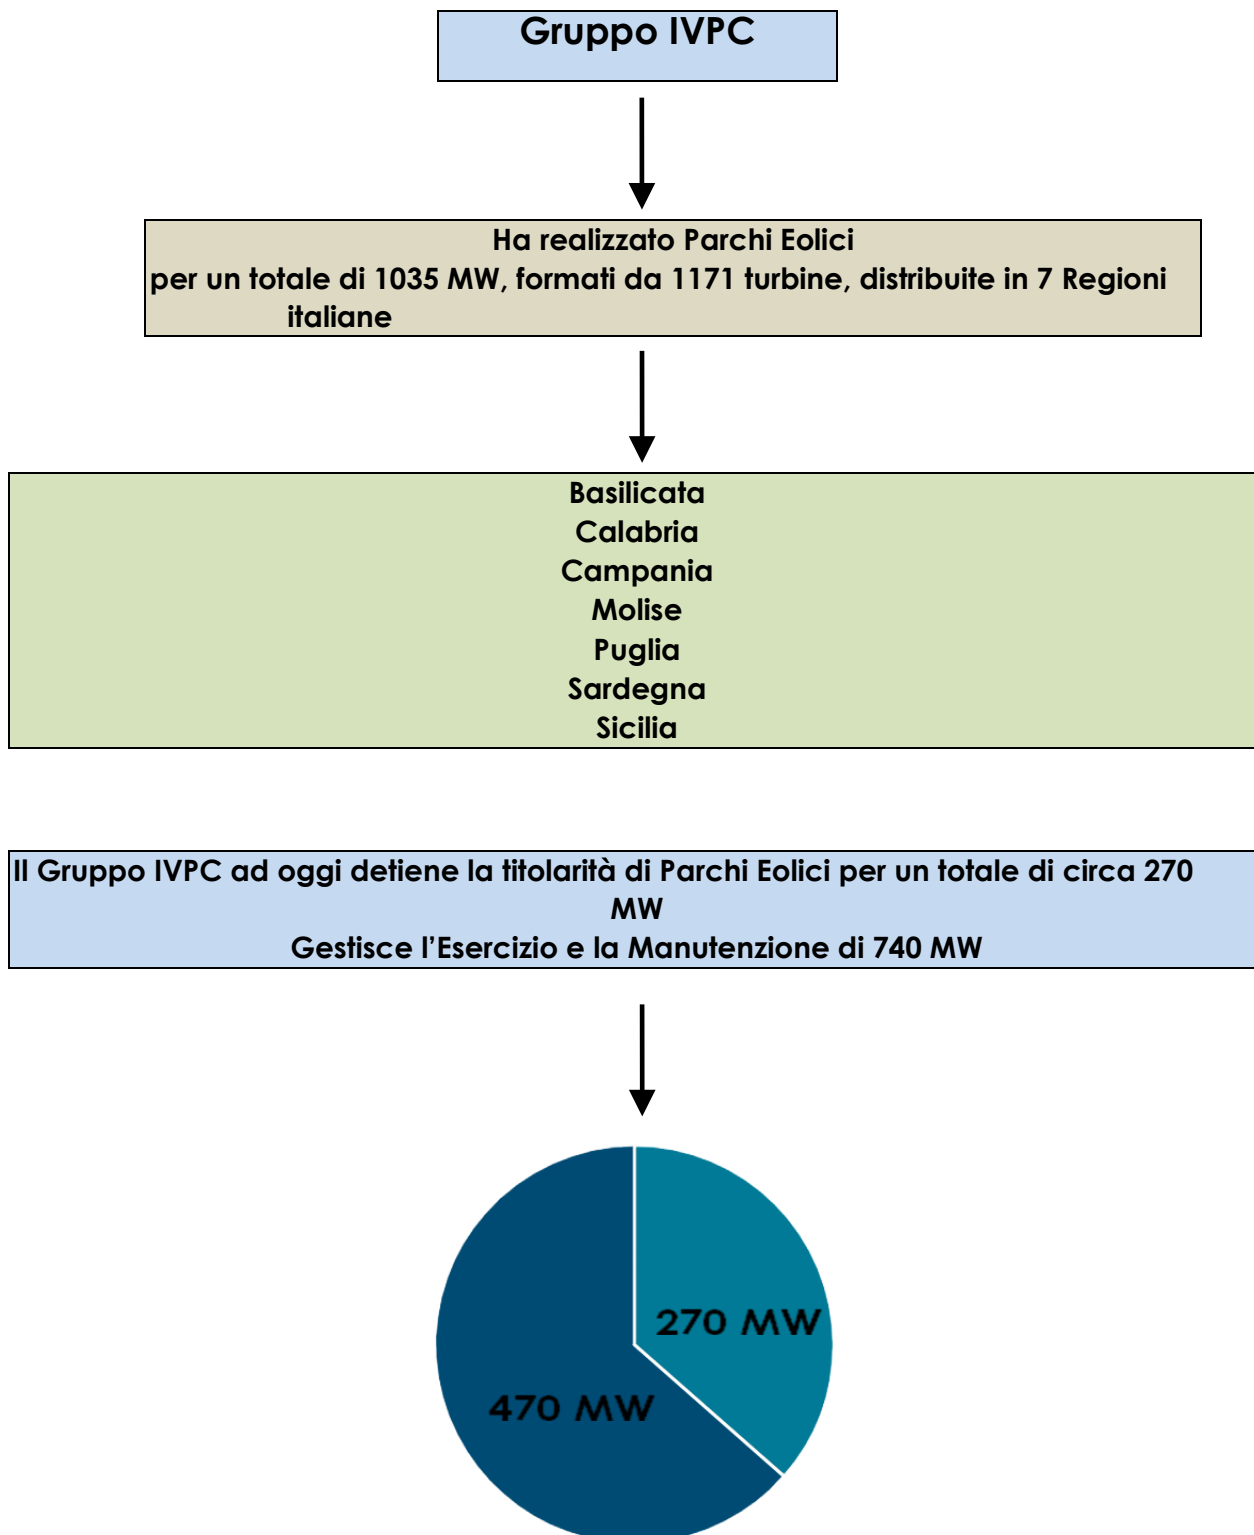 Gruppo IVPC
Ha realizzato Parchi Eolici
per un totale di 1035 MW, formati da 1171 turbine, distribuite in 7 Regioni
italiane
Basilicata
Calabria
Campania
Molise
Puglia
Sardegna
Sicilia
Il Gruppo IVPC ad oggi detiene la titolarità di Parchi Eolici per un totale di circa 270
MW
Gestisce l’Esercizio e la Manutenzione di 740 MW
270 MW
470 MW